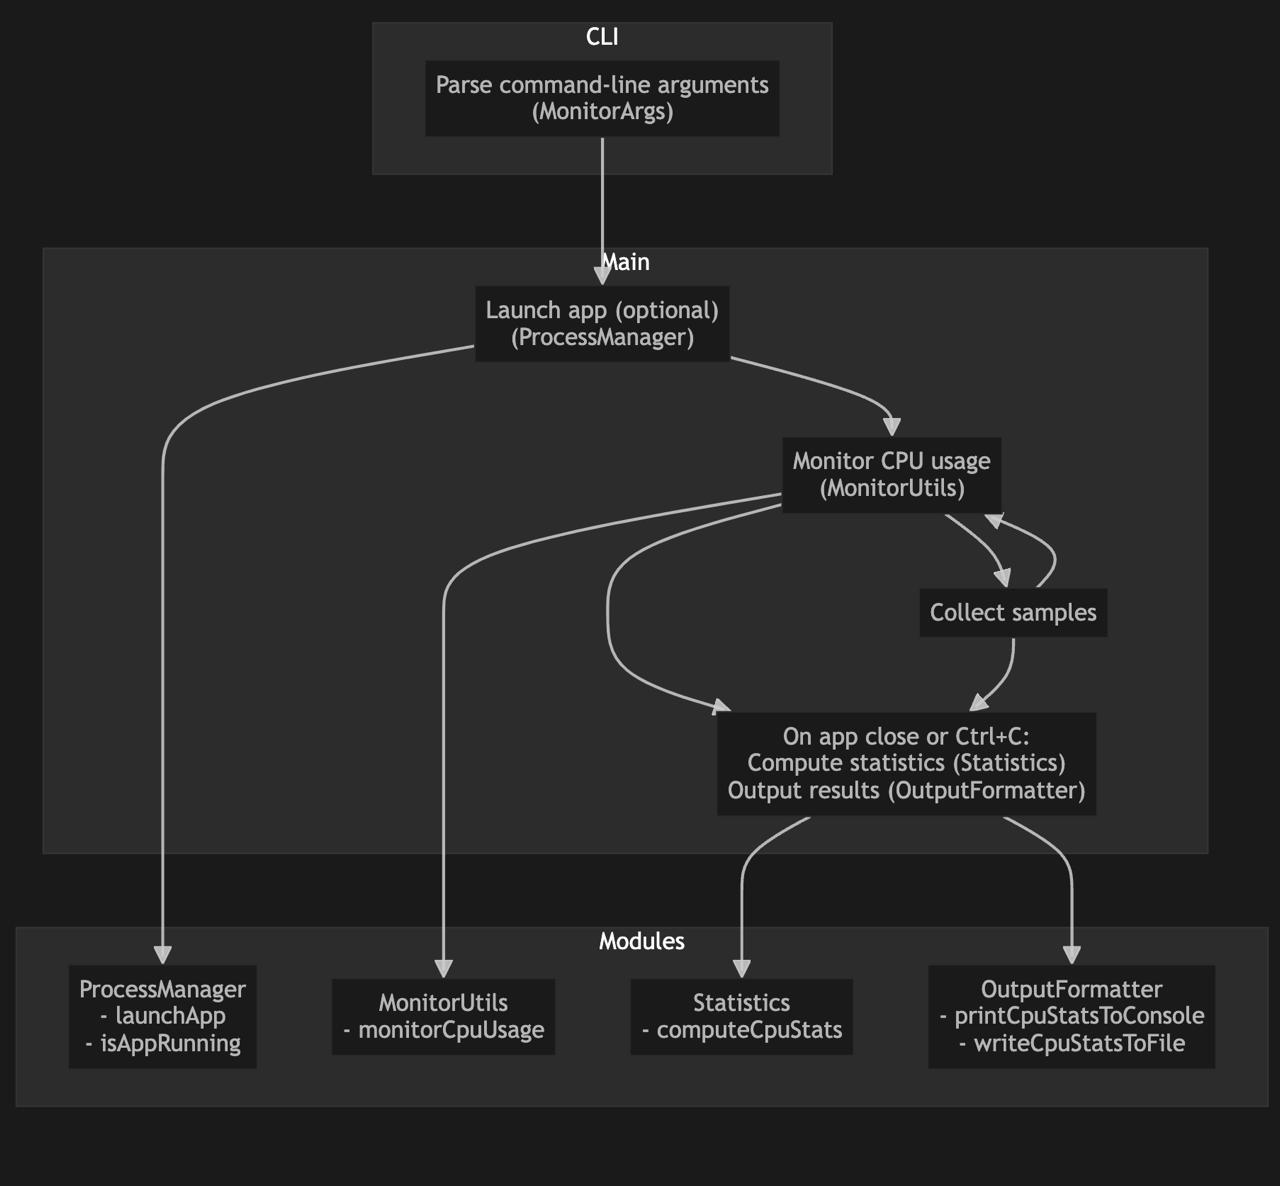 CLI
Parse command-line arguments
(MonitorArgs)
Main
Launch app (optional)
(ProcessManager)
Monitor CPU usage
(MonitorUtils)
Collect samples
On app close or Ctrl+C:
Compute statistics (Statistics)
Output results (OutputFormatter)
Modules
ProcessManager
- launchApp
- isAppRunning
MonitorUtils
- monitorCpuUsage
Statistics
- computeCpuStats
OutputFormatter
- printCpuStatsToConsole
- writeCpuStatsToFile